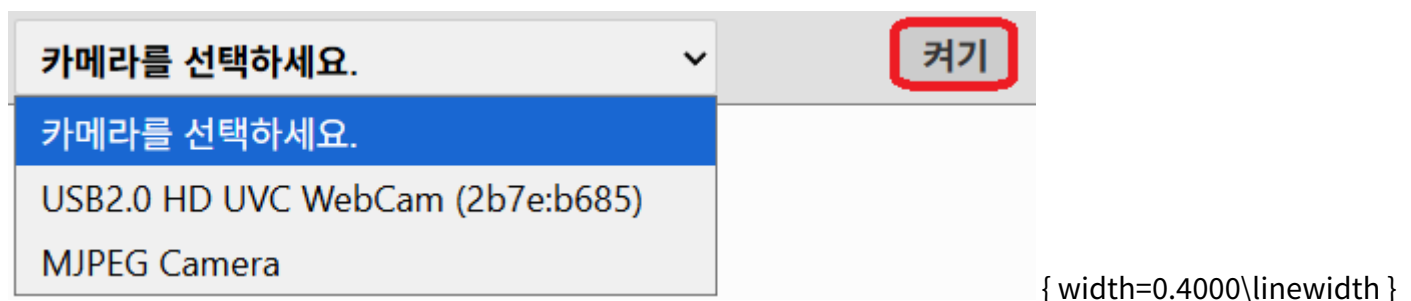 카메라를 선택하세요.
켜기
카메라를 선택하세요.
USB2.0 HD UVC WebCam (2b7e:b685)
MJPEG Camera
{ width=0.4000\linewidth }